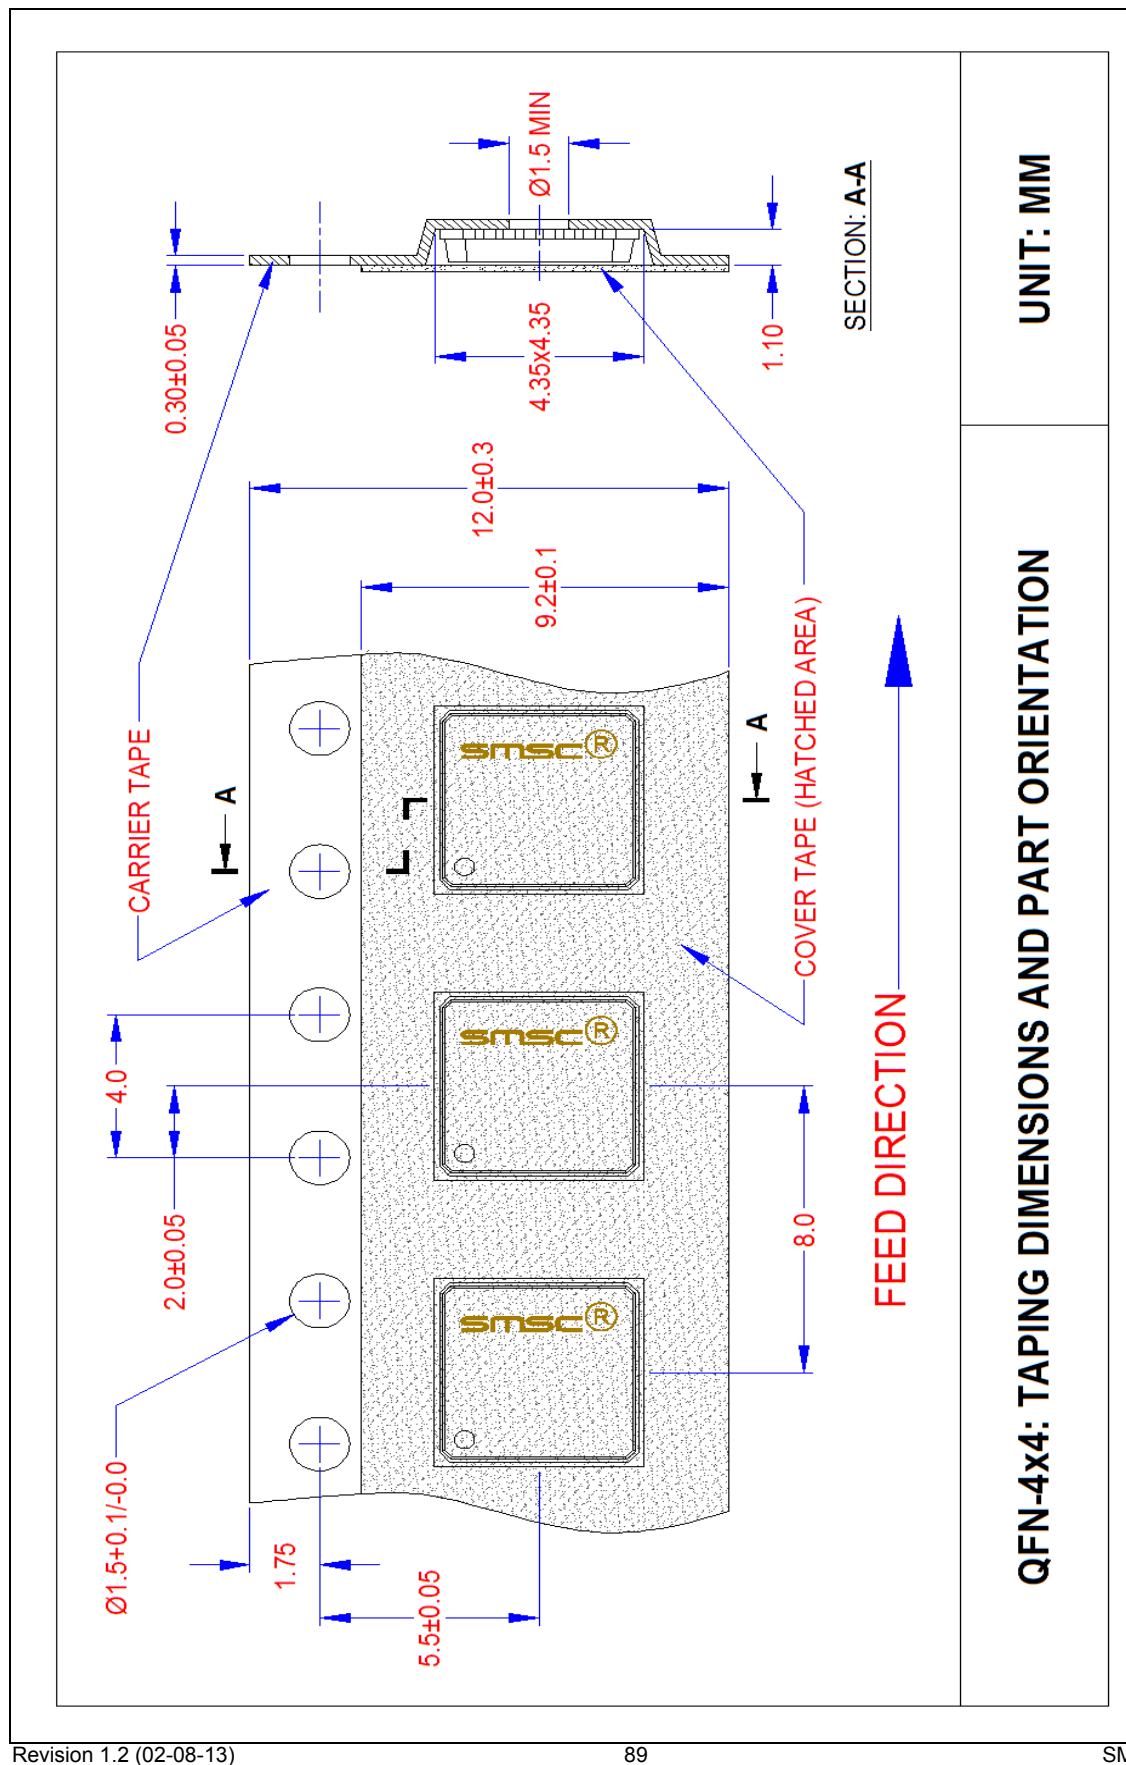 Ø1.5 MIN
0.30±0.05
4.35x4.35
1.10
SECTION: A-A
UNIT: MM
12.0±0.3
9.2±0.1
CARRIER TAPE
A
A
COVER TAPE (HATCHED AREA)
smsc®
smsc®
smsc®
4.0
2.0±0.05
8.0
FEED DIRECTION
Ø1.5+0.1/-0.0
1.75
5.5±0.05
QFN-4x4: TAPING DIMENSIONS AND PART ORIENTATION
Revision 1.2 (02-08-13)
89
SM